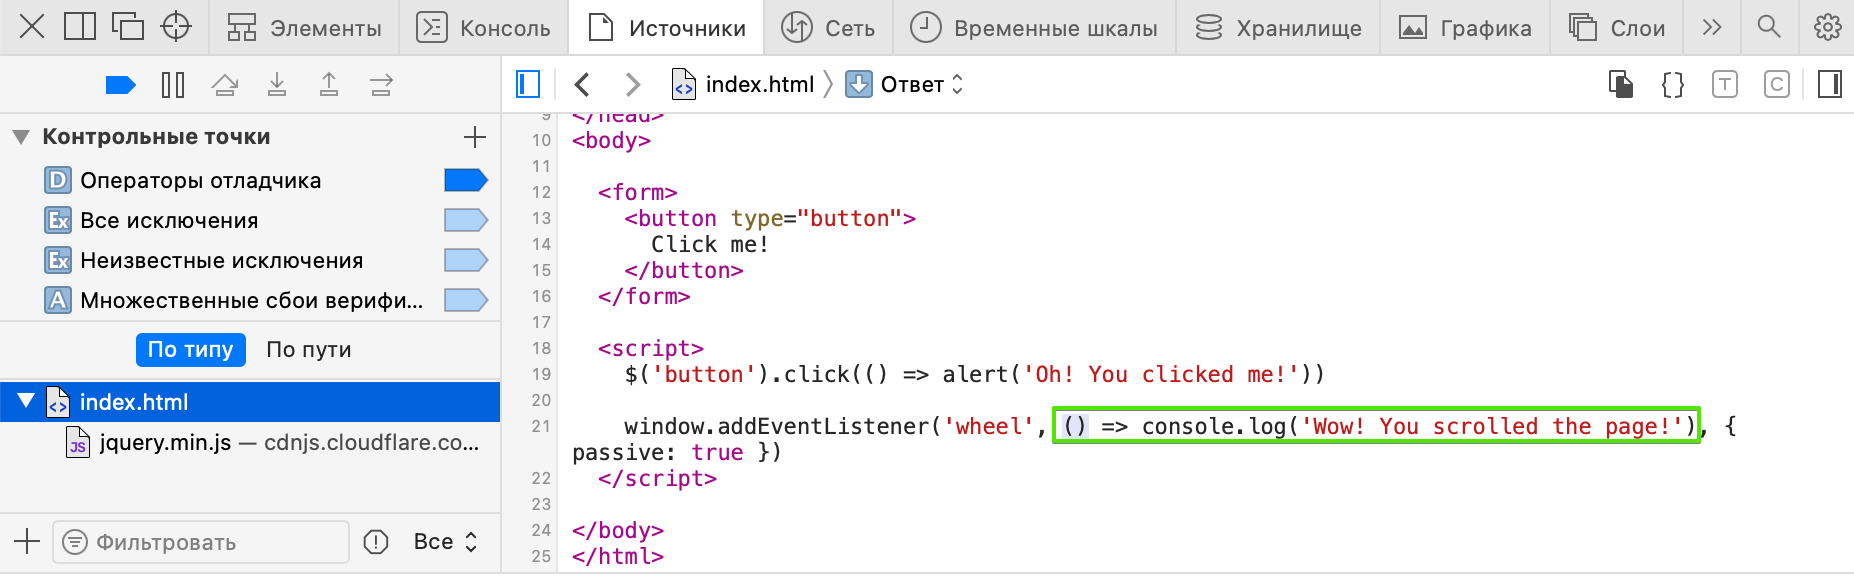 Элементы Консоль Источники Сеть Временные шкалы Хранилище Графика Слои
index.html 〉 Ответ
{} T C
Контрольные точки
D Операторы отладчика
Ex Все исключения
Ex Неизвестные исключения
A Множественные сбои верифи...
По типу По пути
index.html
JS jquery.min.js — cdnjs.cloudflare.co...
Фильтровать Все
9 </head>
10 <body>
11
12 <form>
13 <button type="button">
14 Click me!
15 </button>
16 </form>
17
18 <script>
19 $('button').click(() => alert('Oh! You clicked me!'))
20
21 window.addEventListener('wheel', () => console.log('Wow! You scrolled the page!'), {
passive: true })
22 </script>
23
24 </body>
25 </html>